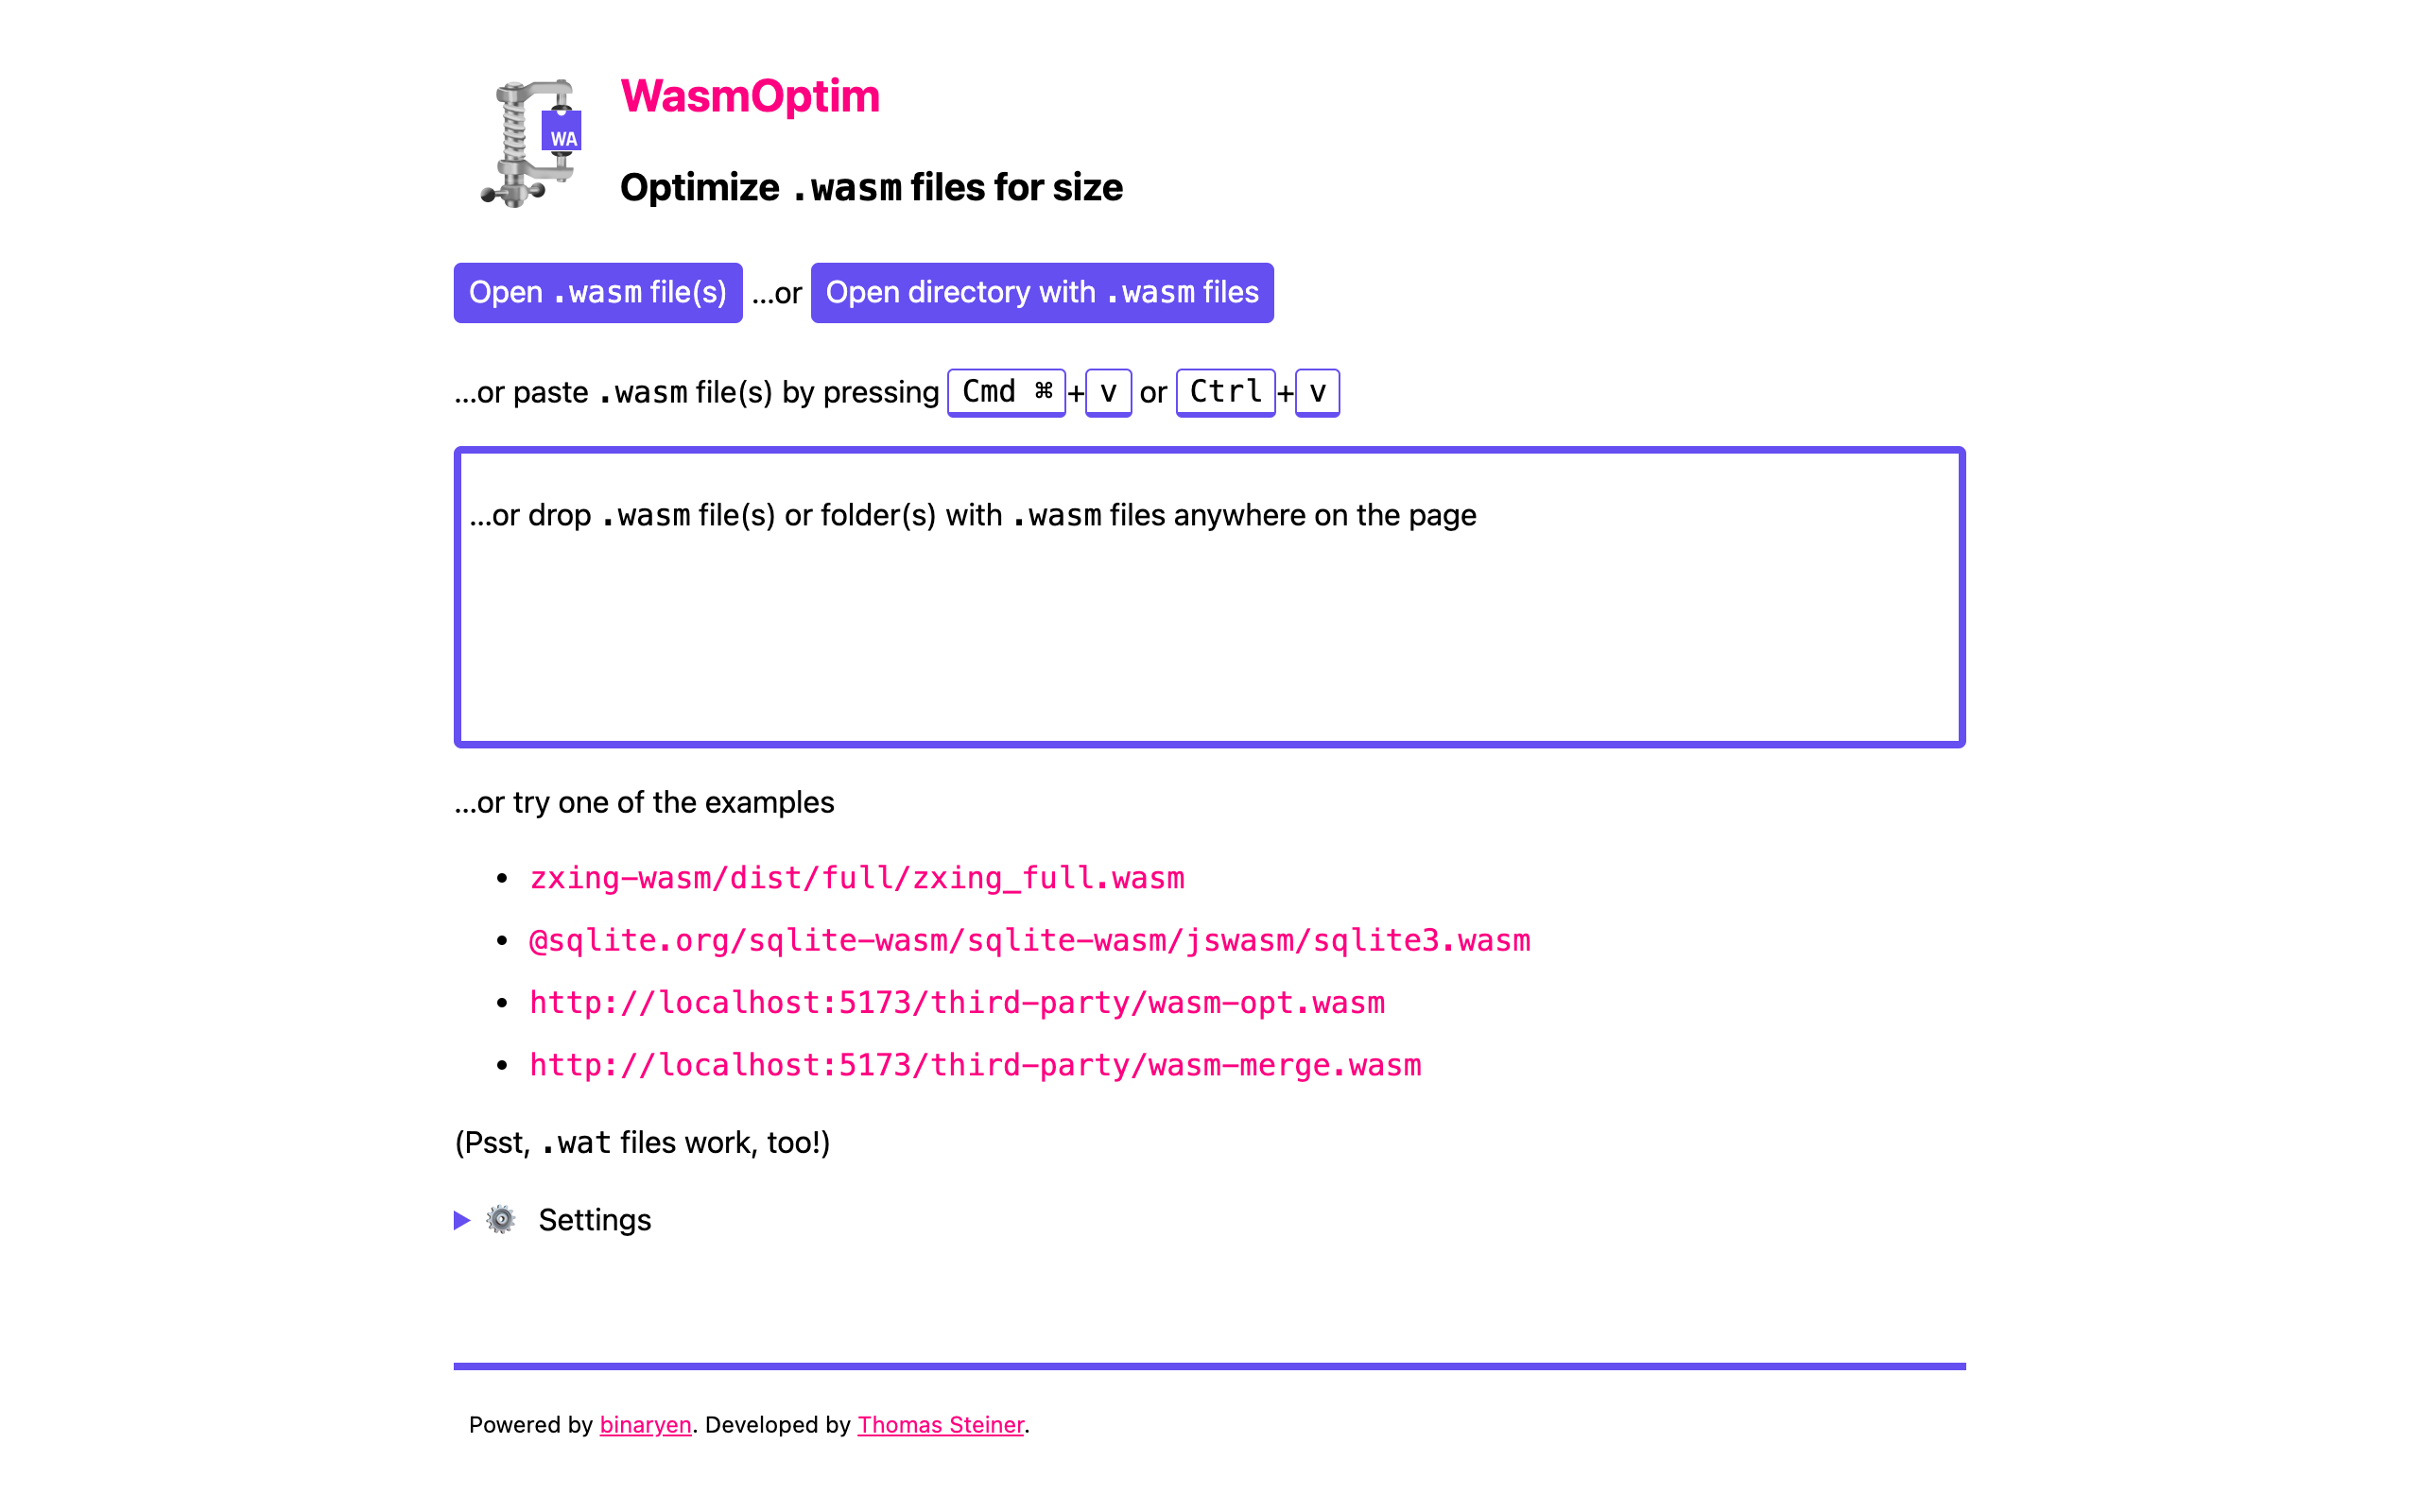 WA
WasmOptim
Optimize .wasm files for size
Open .wasm file(s) …or Open directory with .wasm files
…or paste .wasm file(s) by pressing Cmd ⌘+v or Ctrl+v
…or drop .wasm file(s) or folder(s) with .wasm files anywhere on the page
…or try one of the examples
• zxing-wasm/dist/full/zxing_full.wasm
• @sqlite.org/sqlite-wasm/sqlite-wasm/jswasm/sqlite3.wasm
• http://localhost:5173/third-party/wasm-opt.wasm
• http://localhost:5173/third-party/wasm-merge.wasm
(Psst, .wat files work, too!)
Settings
Powered by binaryen. Developed by Thomas Steiner.